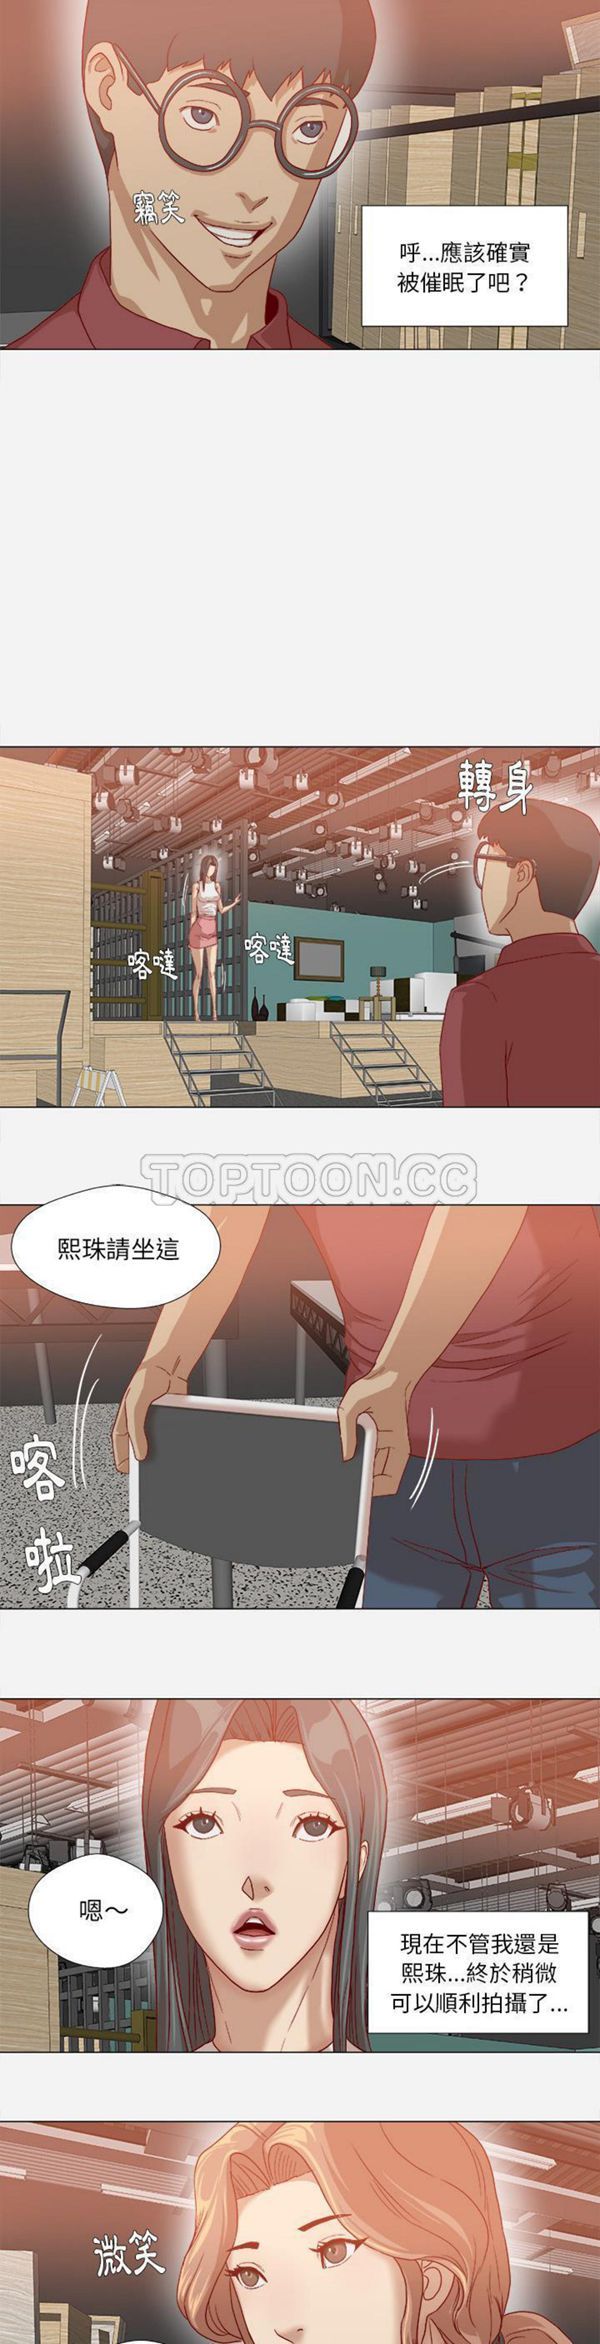 竊笑
呼...應該確實
被催眠了吧？
轉身
喀噠
喀噠
TOPTOON.CC
熙珠請坐這
喀
啦
嗯～
現在不管我還是
熙珠...終於稍微
可以順利拍攝了...
微笑